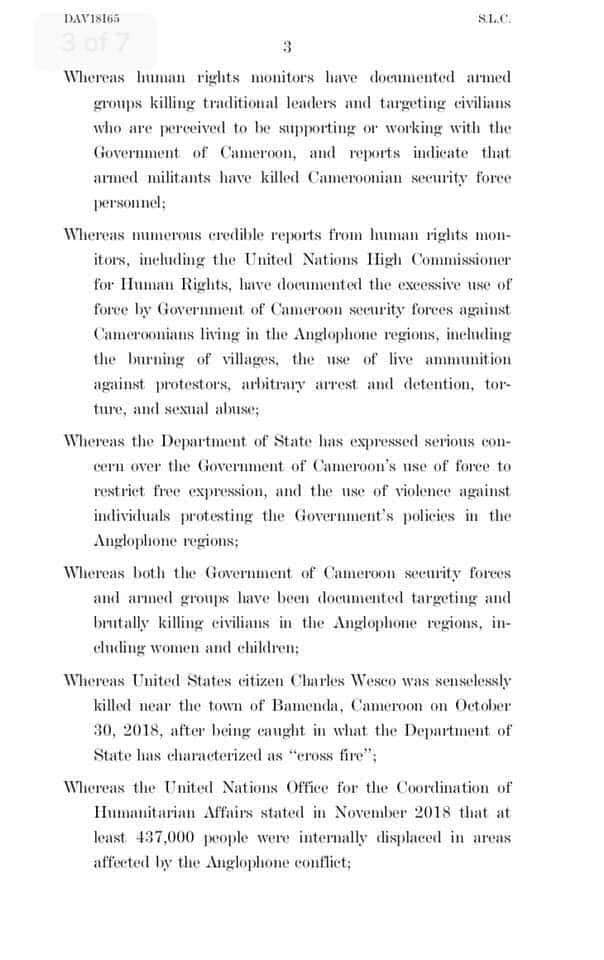 DAV18165 S.L.C.
3 of 7
3
Whereas human rights monitors have documented armed
groups killing traditional leaders and targeting civilians
who are perceived to be supporting or working with the
Government of Cameroon, and reports indicate that
armed militants have killed Cameroonian security force
personnel;
Whereas numerous credible reports from human rights mon-
itors, including the United Nations High Commissioner
for Human Rights, have documented the excessive use of
force by Government of Cameroon security forces against
Cameroonians living in the Anglophone regions, including
the burning of villages, the use of live ammunition
against protestors, arbitrary arrest and detention, tor-
ture, and sexual abuse;
Whereas the Department of State has expressed serious con-
cern over the Government of Cameroon's use of force to
restrict free expression, and the use of violence against
individuals protesting the Government's policies in the
Anglophone regions;
Whereas both the Government of Cameroon security forces
and armed groups have been documented targeting and
brutally killing civilians in the Anglophone regions, in-
cluding women and children;
Whereas United States citizen Charles Wesco was senselessly
killed near the town of Bamenda, Cameroon on October
30, 2018, after being caught in what the Department of
State has characterized as “cross fire”;
Whereas the United Nations Office for the Coordination of
Humanitarian Affairs stated in November 2018 that at
least 437,000 people were internally displaced in areas
affected by the Anglophone conflict;